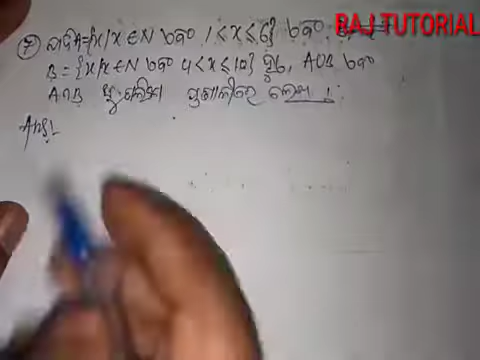 RAJ TUTORIAL
⑦ ଯଦି A={x/x∈N ଏବଂ 1<x≤6} ଏବଂ
B={x/x∈N ଏବଂ 4<x≤10} ହୁଏ, A∪B ଏବଂ
A∩B କୁ ତାଲିକା ପ୍ରଣାଳୀରେ ଲେଖ ।
Ans!